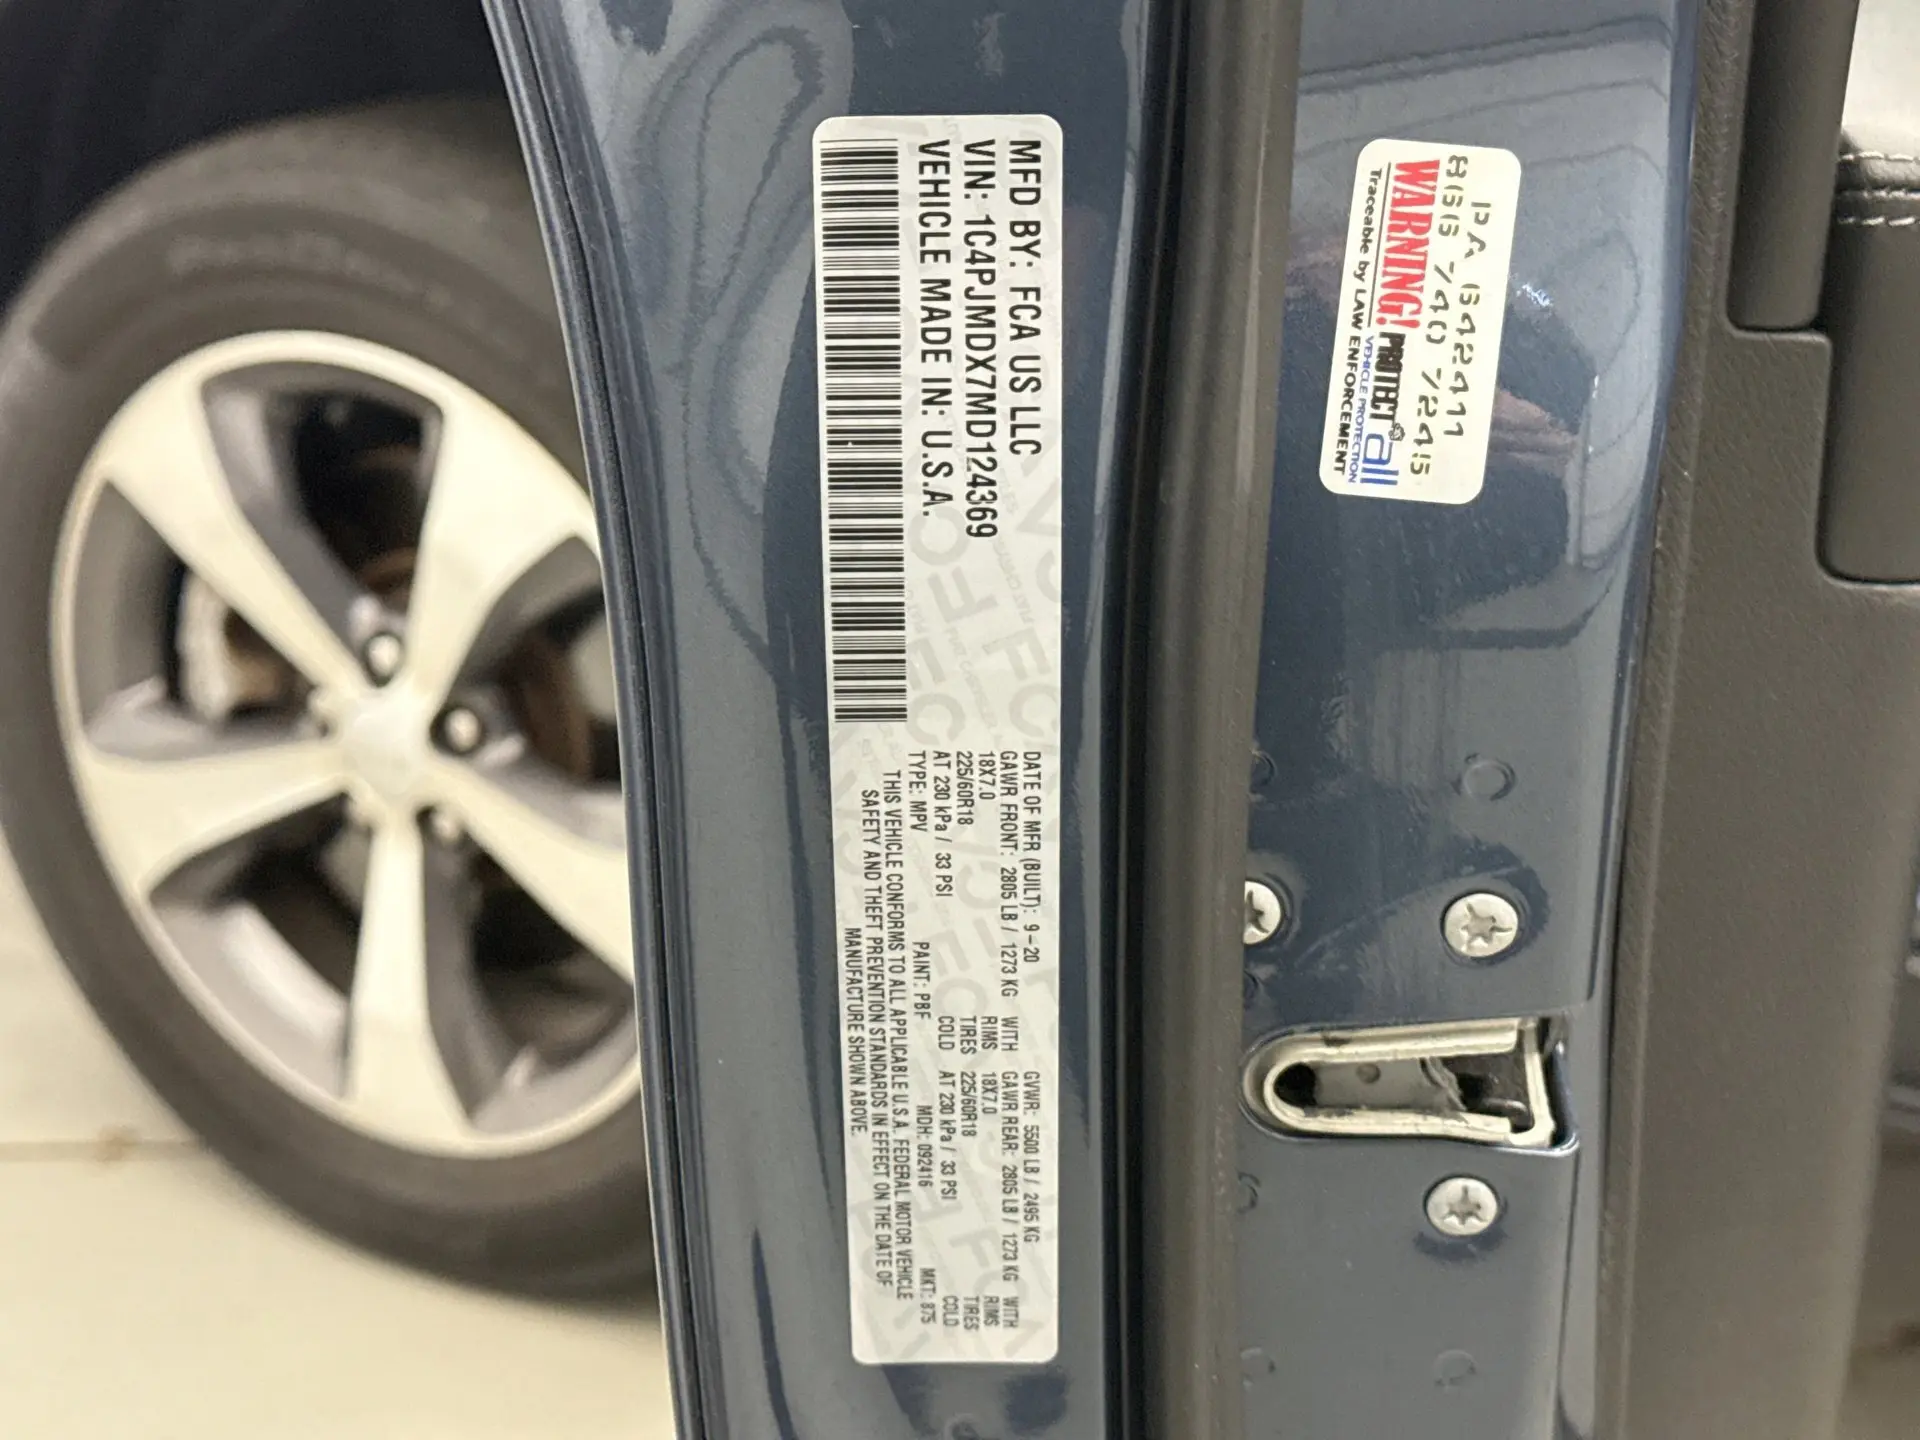 MFD BY: FCA US LLC
VIN: 1C4PJMDX7MD124369
VEHICLE MADE IN: U.S.A.
DATE OF MFR (BUILT): 9-20 GVWR: 5500 LB / 2495 KG
GAWR FRONT: 2805 LB / 1273 KG WITH GAWR REAR: 2805 LB / 1273 KG WITH
18X7.0 RIMS 18X7.0 RIMS
225/60R18 TIRES 225/60R18 TIRES
AT 230 kPa / 33 PSI COLD AT 230 kPa / 33 PSI COLD
TYPE: MPV PAINT: PBF MDH: 092416 MKT: 875
THIS VEHICLE CONFORMS TO ALL APPLICABLE U.S.A. FEDERAL MOTOR VEHICLE
SAFETY AND THEFT PREVENTION STANDARDS IN EFFECT ON THE DATE OF
MANUFACTURE SHOWN ABOVE.
PA 642411
WARNING! PROTECT all
VEHICLE PROTECTION
Traceable by LAW ENFORCEMENT